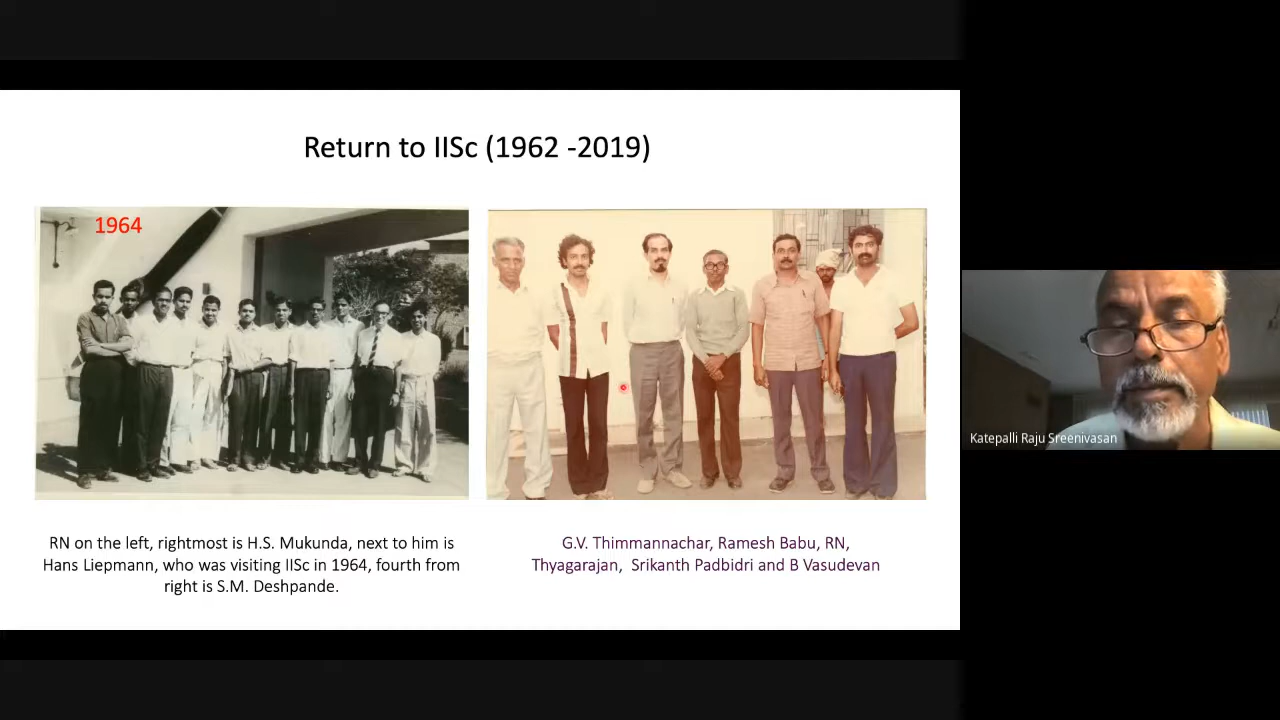 Return to IISc (1962 -2019)
1964
RN on the left, rightmost is H.S. Mukunda, next to him is
Hans Liepmann, who was visiting IISc in 1964, fourth from
right is S.M. Deshpande.
G.V. Thimmannachar, Ramesh Babu, RN,
Thyagarajan, Srikanth Padbidri and B Vasudevan
Katepalli Raju Sreenivasan